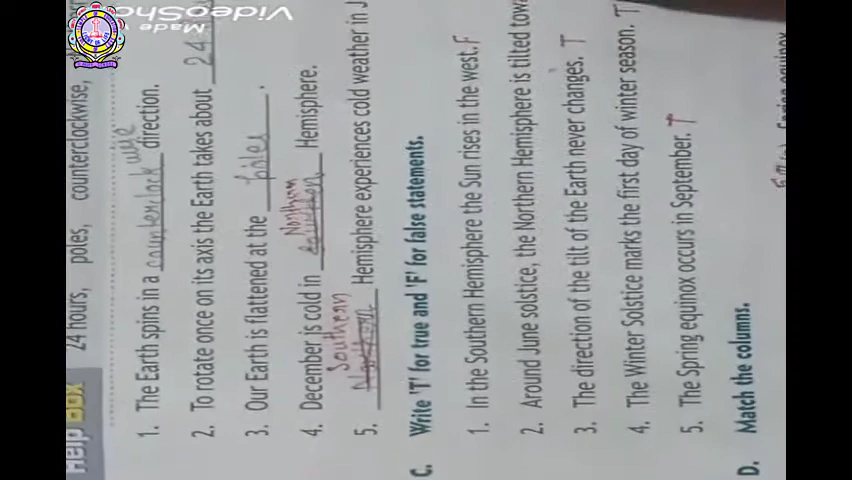 Help Box
24 hours, poles, counterclockwise,
1. The Earth spins in a counterclockwise direction.
2. To rotate once on its axis the Earth takes about 24
3. Our Earth is flattened at the poles.
4. December is cold in Northern Hemisphere.
5. Southern Hemisphere experiences cold weather in J
C. Write 'T' for true and 'F' for false statements.
1. In the Southern Hemisphere the Sun rises in the west. F
2. Around June solstice, the Northern Hemisphere is tilted
3. The direction of the tilt of the Earth never changes. T
4. The Winter Solstice marks the first day of winter season. T
5. The Spring equinox occurs in September. T
D. Match the columns.
Made
VideoSho